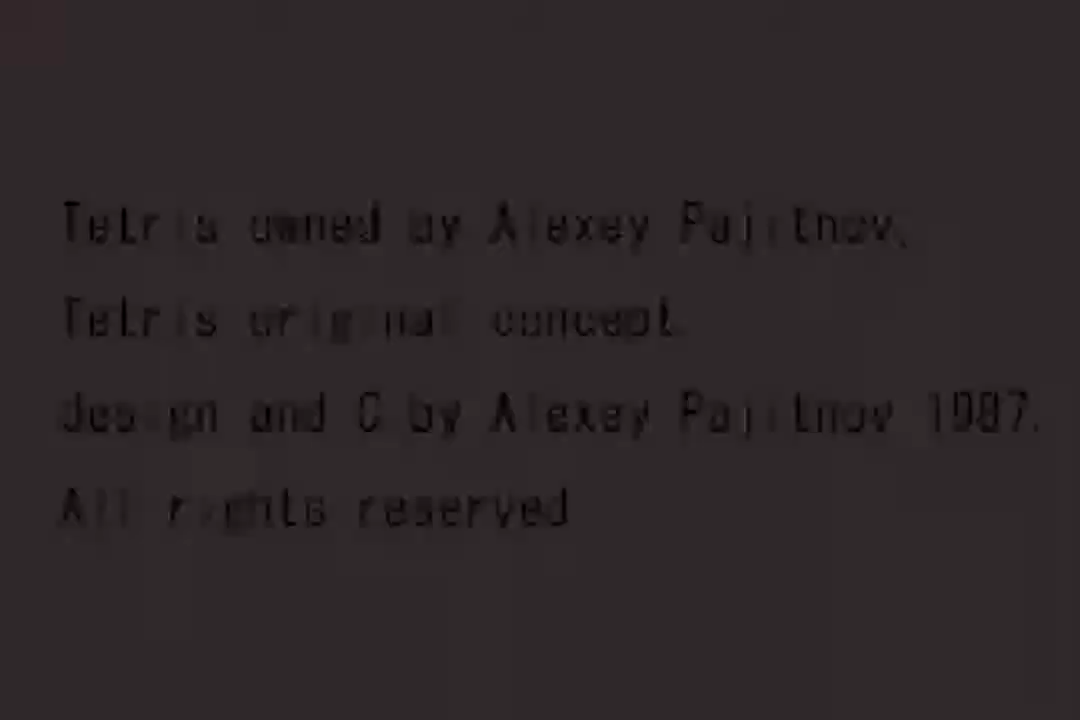 Tetris owned by Alexey Pajitnov.
Tetris original concept
design and C by Alexey Pajitnov 1987.
All rights reserved